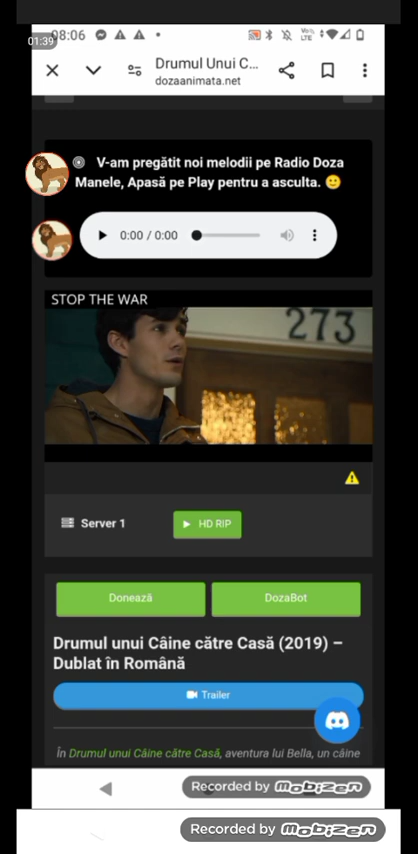 08:06
01:39
VoWiFi LTE
Drumul Unui C...
dozaanimata.net
V-am pregătit noi melodii pe Radio Doza
Manele, Apasă pe Play pentru a asculta. 🙂
0:00 / 0:00
STOP THE WAR
273
Server 1
HD RIP
Donează
DozaBot
Drumul unui Câine către Casă (2019) –
Dublat în Română
Trailer
În Drumul unui Câine către Casă, aventura lui Bella, un câine
Recorded by mobizen
Recorded by mobizen